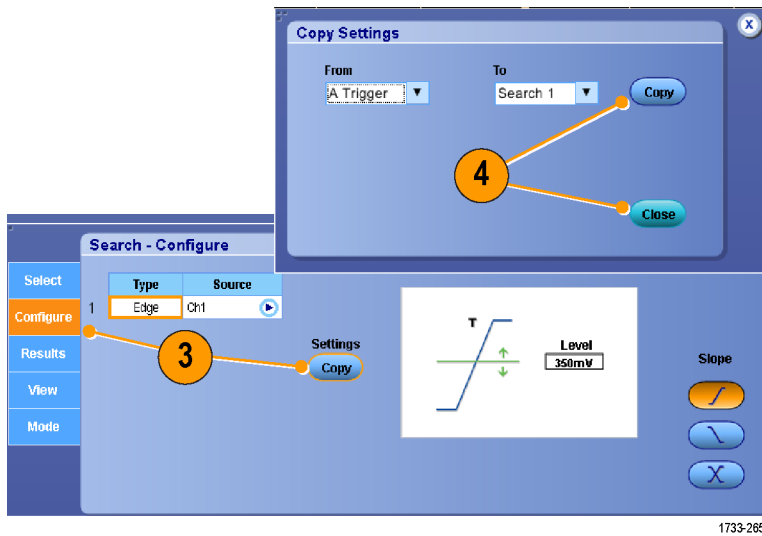 Copy Settings
X
From
To
A Trigger
Search 1
Copy
4
Close
Search - Configure
Select
Configure
Results
View
Mode
Type
Source
1
Edge
Ch1
3
Settings
Copy
T
Level
350mV
Slope
1733-265